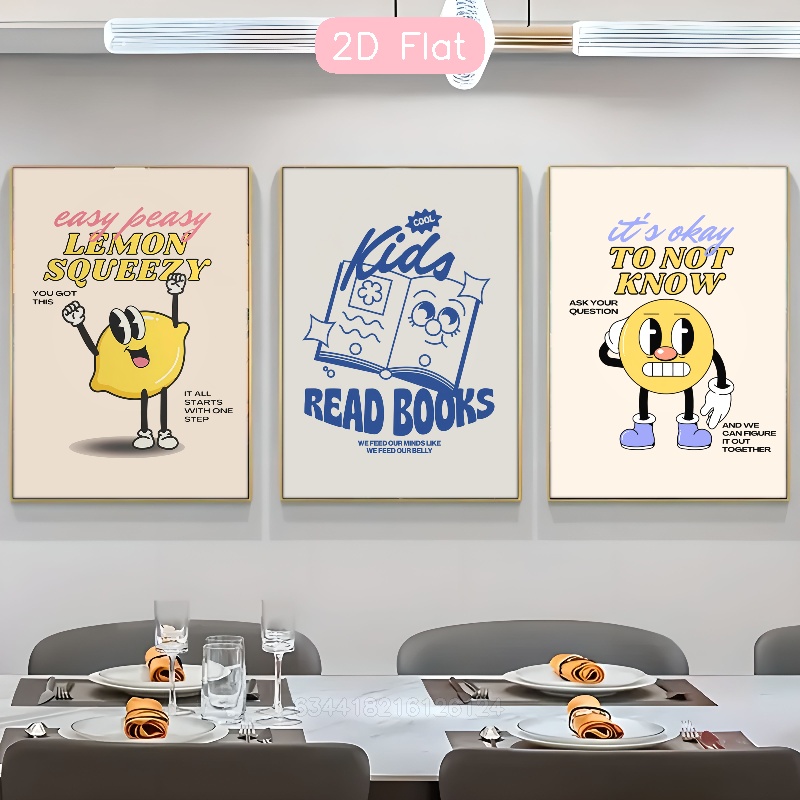 2D Flat
easy peasy
LEMON
SQUEEZY
YOU GOT
THIS
IT ALL
STARTS
WITH ONE
STEP
COOL
Kids
READ BOOKS
WE FEED OUR MINDS LIKE
WE FEED OUR BELLY
it's okay
TO NOT
KNOW
ASK YOUR
QUESTION
AND WE
CAN FIGURE
IT OUT
TOGETHER